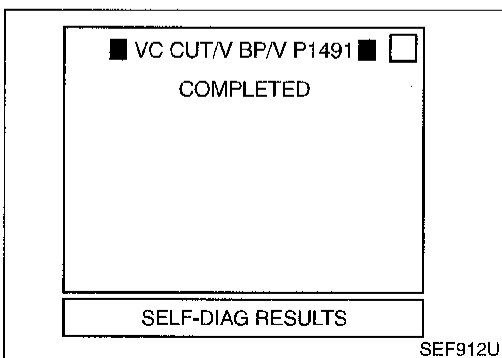 VC CUT/V BP/V P1491
COMPLETED
SELF-DIAG RESULTS
SEF912U